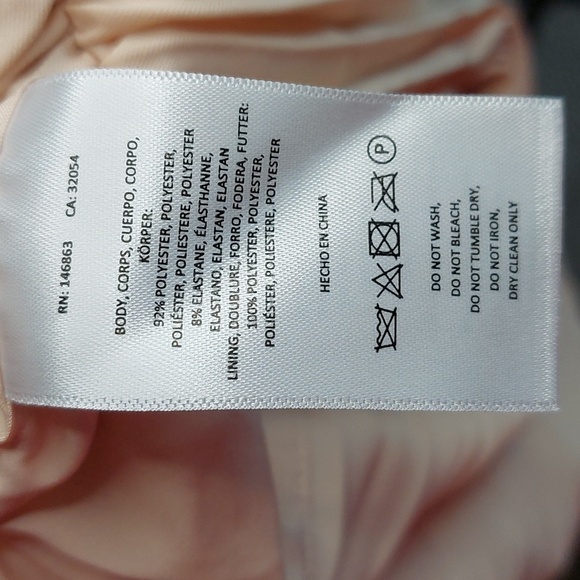 RN: 146863 CA: 32054
BODY, CORPS, CUERPO, CORPO,
KÖRPER:
92% POLYESTER, POLYESTER,
POLIÉSTER, POLIESTERE, POLYESTER
8% ELASTANE, ÉLASTHANNE,
ELASTANO, ELASTAN, ELASTAN
LINING, DOUBLURE, FORRO, FODERA, FUTTER:
100% POLYESTER, POLYESTER,
POLIÉSTER, POLIESTERE, POLYESTER
HECHO EN CHINA
P
DO NOT WASH,
DO NOT BLEACH,
DO NOT TUMBLE DRY,
DO NOT IRON,
DRY CLEAN ONLY